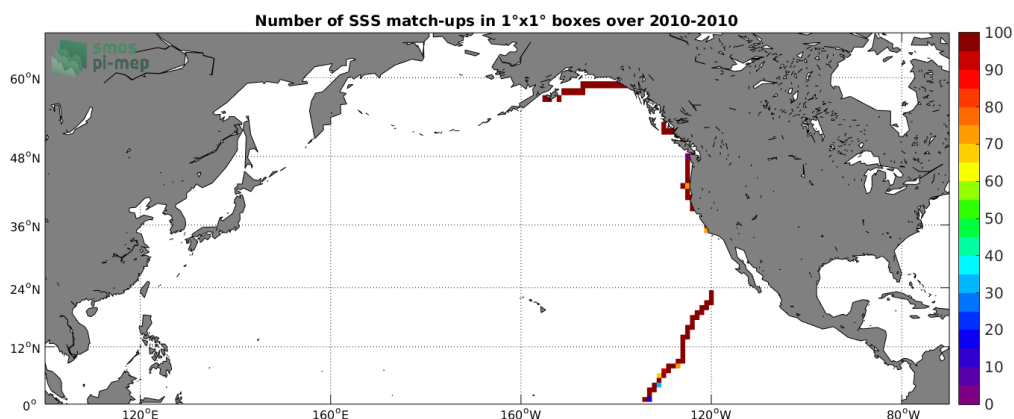 Number of SSS match-ups in 1°x1° boxes over 2010-2010
smos
pi-mep
60°N
48°N
36°N
24°N
12°N
0°
120°E
160°E
160°W
120°W
80°W
100
90
80
70
60
50
40
30
20
10
0